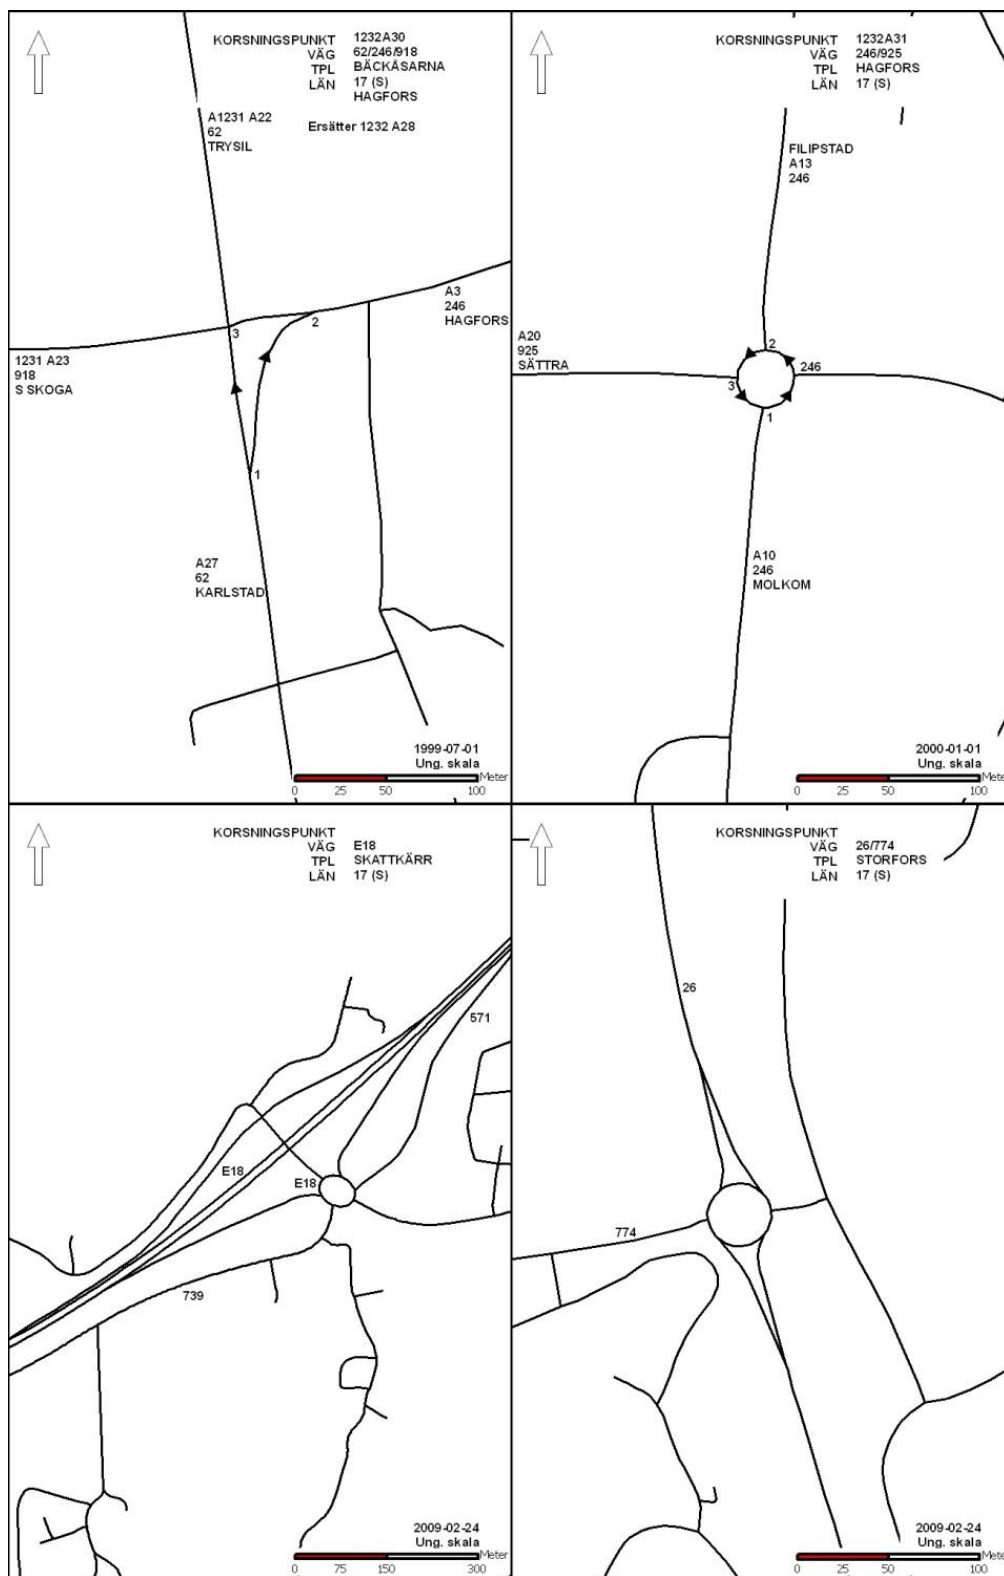 KORSNINGSPUNKT 1232A30
VÄG 62/246/918
TPL BÄCKÅSARNA
LÄN 17 (S)
HAGFORS
A1231 A22
62
TRYSIL
Ersätter 1232 A28
A3
246
HAGFORS
2
3
1231 A23
918
S SKOGA
1
A27
62
KARLSTAD
1999-07-01
Ung. skala
Meter
0 25 50 100
KORSNINGSPUNKT 1232A31
VÄG 246/925
TPL HAGFORS
LÄN 17 (S)
FILIPSTAD
A13
246
A20
925
SÄTTRA
2
246
3
1
A10
246
MOLKOM
2000-01-01
Ung. skala
Meter
0 25 50 100
KORSNINGSPUNKT
VÄG E18
TPL SKATTKÄRR
LÄN 17 (S)
571
E18
E18
739
2009-02-24
Ung. skala
Meter
0 75 150 300
KORSNINGSPUNKT
VÄG 26/774
TPL STORFORS
LÄN 17 (S)
26
774
2009-02-24
Ung. skala
Meter
0 25 50 100